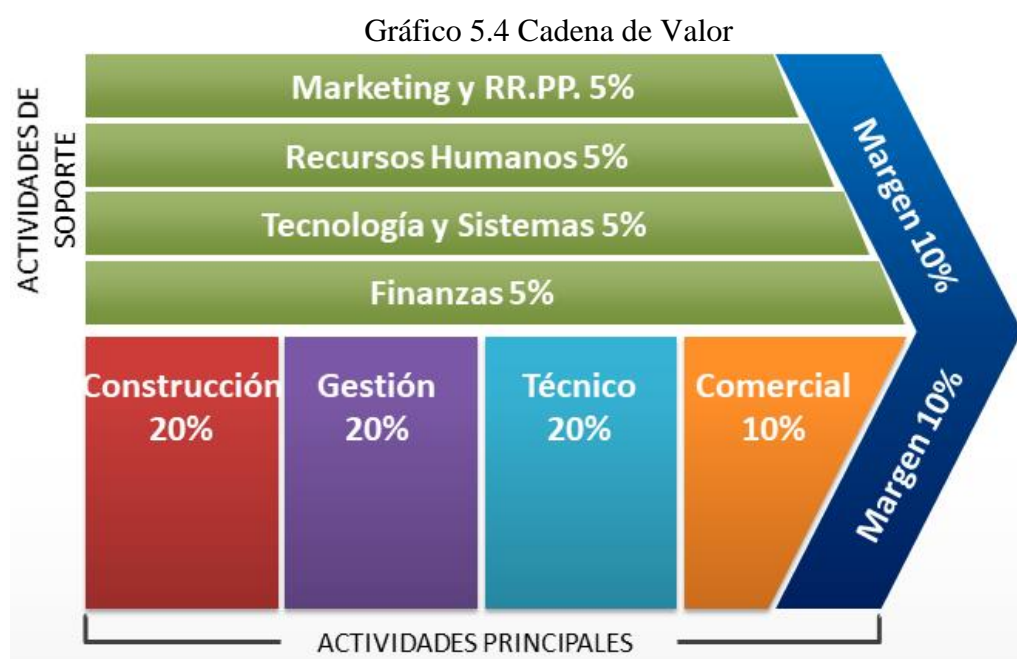 Gráfico 5.4 Cadena de Valor
ACTIVIDADES DE
SOPORTE
Marketing y RR.PP. 5%
Recursos Humanos 5%
Tecnología y Sistemas 5%
Finanzas 5%
Margen 10%
Construcción
20%
Gestión
20%
Técnico
20%
Comercial
10%
Margen 10%
ACTIVIDADES PRINCIPALES